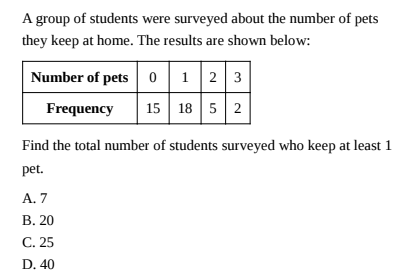 A group of students were surveyed about the number of pets
they keep at home. The results are shown below:
Number of pets 0 1 2 3
Frequency 15 18 5 2
Find the total number of students surveyed who keep at least 1
pet.
A. 7
B. 20
C. 25
D. 40